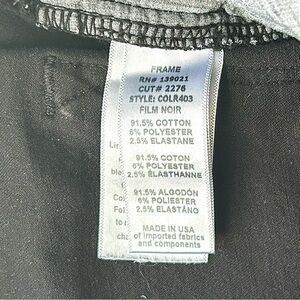 FRAME
RN# 139021
CUT# 2276
STYLE: COLR403
FILM NOIR
91.5% COTTON
6% POLYESTER
2.5% ELASTANE
91.5% COTON
6% POLYESTER
2.5% ELASTHANNE
91.5% ALGODÓN
6% POLIESTER
2.5% ELASTÁNO
MADE IN USA
of imported fabrics
and components